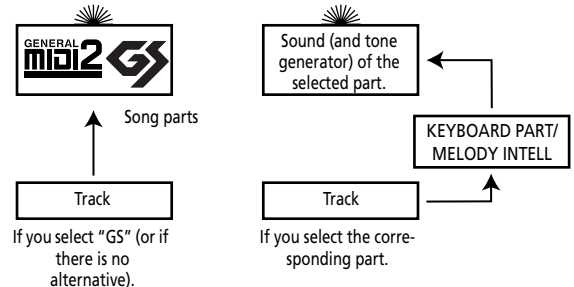 GENERAL
MIDI2 GS
Song parts
Track
If you select "GS" (or if
there is no
alternative).
Sound (and tone
generator) of the
selected part.
KEYBOARD PART/
MELODY INTELL
Track
If you select the corre-
sponding part.